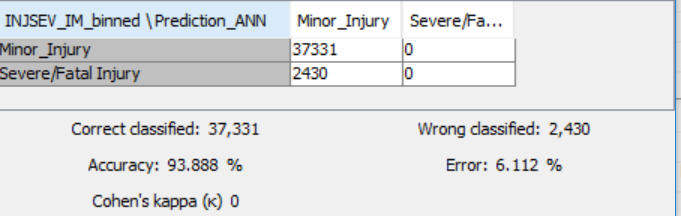 INJSEV_IM_binned \ Prediction_ANN Minor_Injury Severe/Fa...
Minor_Injury 37331 0
Severe/Fatal Injury 2430 0
Correct classified: 37,331 Wrong classified: 2,430
Accuracy: 93.888 % Error: 6.112 %
Cohen's kappa (κ) 0